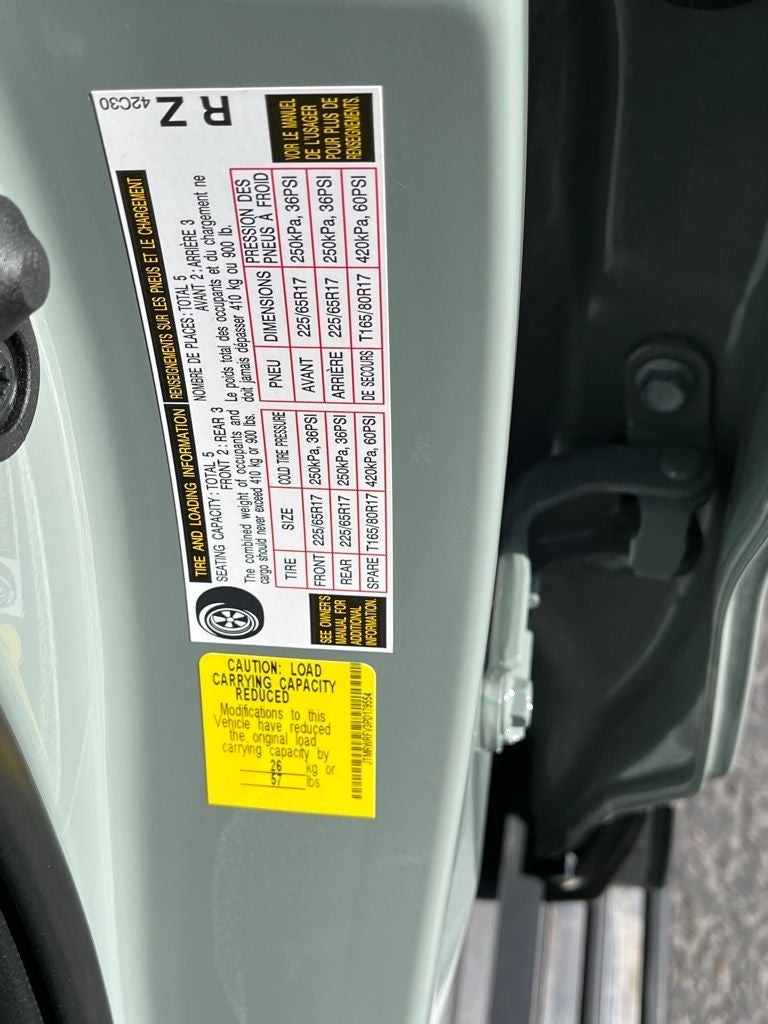 TIRE AND LOADING INFORMATION
RENSEIGNEMENTS SUR LES PNEUS ET LE CHARGEMENT
SEATING CAPACITY: TOTAL 5
FRONT 2: REAR 3
The combined weight of occupants and
cargo should never exceed 410 kg or 900 lbs.
NOMBRE DE PLACES: TOTAL 5
AVANT 2: ARRIÈRE 3
Le poids total des occupants et du chargement ne
doit jamais dépasser 410 kg ou 900 lb.
TIRE SIZE COLD TIRE PRESSURE
FRONT 225/65R17 250kPa, 36PSI
REAR 225/65R17 250kPa, 36PSI
SPARE T165/80R17 420kPa, 60PSI
PNEU DIMENSIONS PRESSION DES
PNEUS À FROID
AVANT 225/65R17 250kPa, 36PSI
ARRIÈRE 225/65R17 250kPa, 36PSI
DE SECOURS T165/80R17 420kPa, 60PSI
SEE OWNER'S
MANUAL FOR
ADDITIONAL
INFORMATION.
VOIR LE MANUEL
DE L'USAGER
POUR PLUS DE
RENSEIGNEMENTS.
42C30
R Z
CAUTION: LOAD
CARRYING CAPACITY
REDUCED
Modifications to this
Vehicle have reduced
the original load
carrying capacity by
26 kg or
57 lbs.